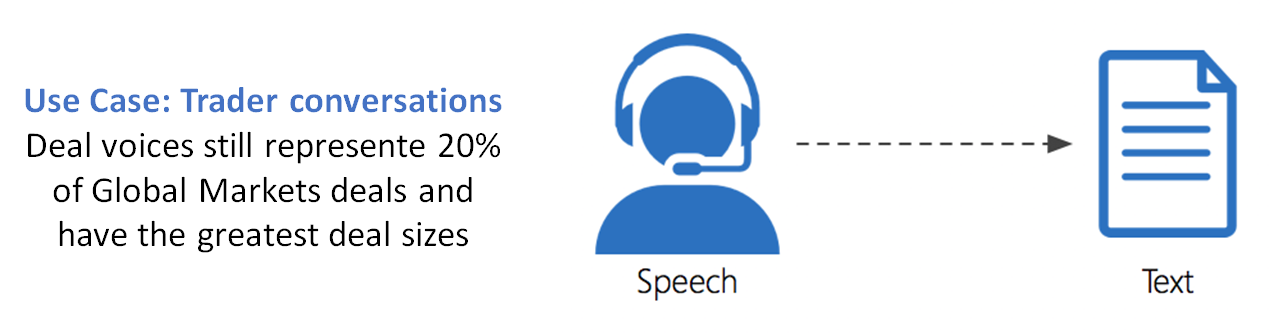 Use Case: Trader conversations
Deal voices still represente 20%
of Global Markets deals and
have the greatest deal sizes
Speech
Text